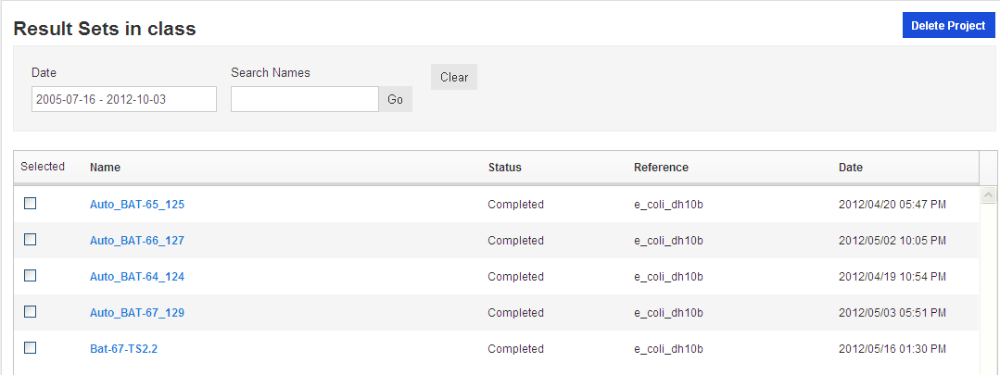 Result Sets in class
Delete Project
Date
Search Names
Clear
2005-07-16 - 2012-10-03
Go
Selected Name Status Reference Date
Auto_BAT-65_125 Completed e_coli_dh10b 2012/04/20 05:47 PM
Auto_BAT-66_127 Completed e_coli_dh10b 2012/05/02 10:05 PM
Auto_BAT-64_124 Completed e_coli_dh10b 2012/04/19 10:54 PM
Auto_BAT-67_129 Completed e_coli_dh10b 2012/05/03 05:51 PM
Bat-67-TS2.2 Completed e_coli_dh10b 2012/05/16 01:30 PM